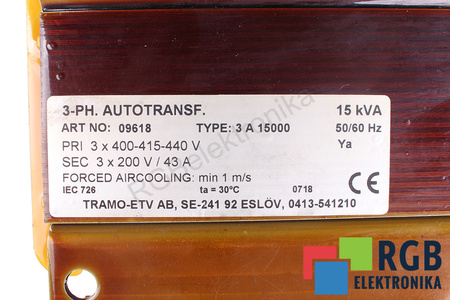 3-PH. AUTOTRANSF. 15 kVA
ART NO: 09618 TYPE: 3 A 15000 50/60 Hz
PRI 3 x 400-415-440 V Ya
SEC 3 x 200 V / 43 A
FORCED AIRCOOLING: min 1 m/s
IEC 726 ta = 30°C 0718 CE
TRAMO-ETV AB, SE-241 92 ESLÖV, 0413-541210
RGB elektronika
RGB
ELEKTRONIKA